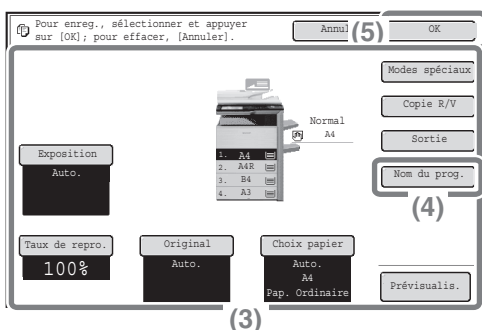 Pour enreg., sélectionner et appuyer
sur [OK]; pour effacer, [Annuler].
Annul
(5)
OK
Modes spéciaux
Copie R/V
Sortie
Nom du prog.
(4)
Normal
A4
1. A4
2. A4R
3. B4
4. A3
Exposition
Auto.
Taux de repro.
100%
Original
Auto.
Choix papier
Auto.
A4
Pap. Ordinaire
Prévisualis.
(3)